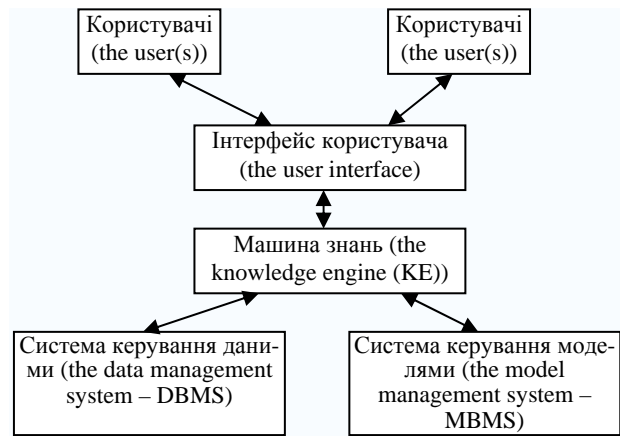 Користувачі
(the user(s))
Користувачі
(the user(s))
Інтерфейс користувача
(the user interface)
Машина знань (the
knowledge engine (KE))
Система керування дани-
ми (the data management
system – DBMS)
Система керування моде-
лями (the model
management system –
MBMS)